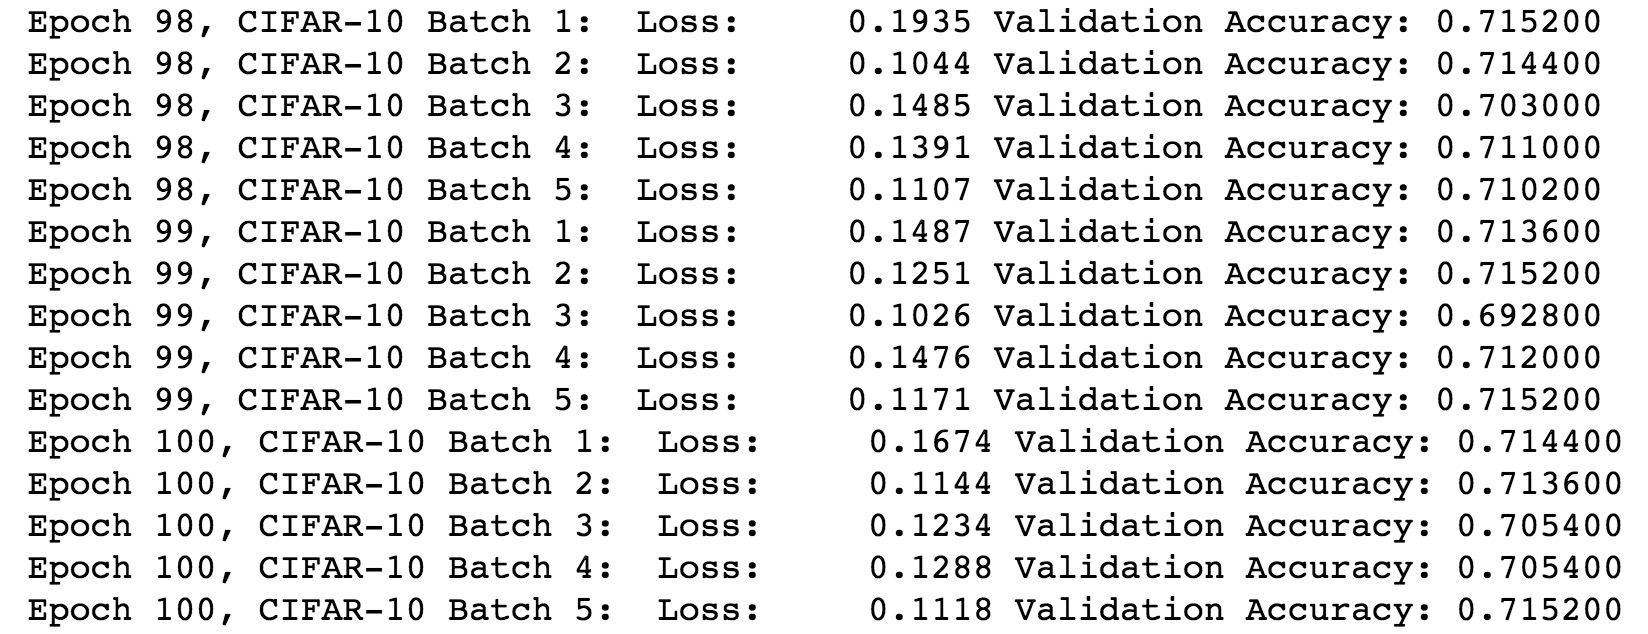 Epoch 98, CIFAR-10 Batch 1:  Loss:     0.1935 Validation Accuracy: 0.715200
Epoch 98, CIFAR-10 Batch 2:  Loss:     0.1044 Validation Accuracy: 0.714400
Epoch 98, CIFAR-10 Batch 3:  Loss:     0.1485 Validation Accuracy: 0.703000
Epoch 98, CIFAR-10 Batch 4:  Loss:     0.1391 Validation Accuracy: 0.711000
Epoch 98, CIFAR-10 Batch 5:  Loss:     0.1107 Validation Accuracy: 0.710200
Epoch 99, CIFAR-10 Batch 1:  Loss:     0.1487 Validation Accuracy: 0.713600
Epoch 99, CIFAR-10 Batch 2:  Loss:     0.1251 Validation Accuracy: 0.715200
Epoch 99, CIFAR-10 Batch 3:  Loss:     0.1026 Validation Accuracy: 0.692800
Epoch 99, CIFAR-10 Batch 4:  Loss:     0.1476 Validation Accuracy: 0.712000
Epoch 99, CIFAR-10 Batch 5:  Loss:     0.1171 Validation Accuracy: 0.715200
Epoch 100, CIFAR-10 Batch 1:  Loss:     0.1674 Validation Accuracy: 0.714400
Epoch 100, CIFAR-10 Batch 2:  Loss:     0.1144 Validation Accuracy: 0.713600
Epoch 100, CIFAR-10 Batch 3:  Loss:     0.1234 Validation Accuracy: 0.705400
Epoch 100, CIFAR-10 Batch 4:  Loss:     0.1288 Validation Accuracy: 0.705400
Epoch 100, CIFAR-10 Batch 5:  Loss:     0.1118 Validation Accuracy: 0.715200